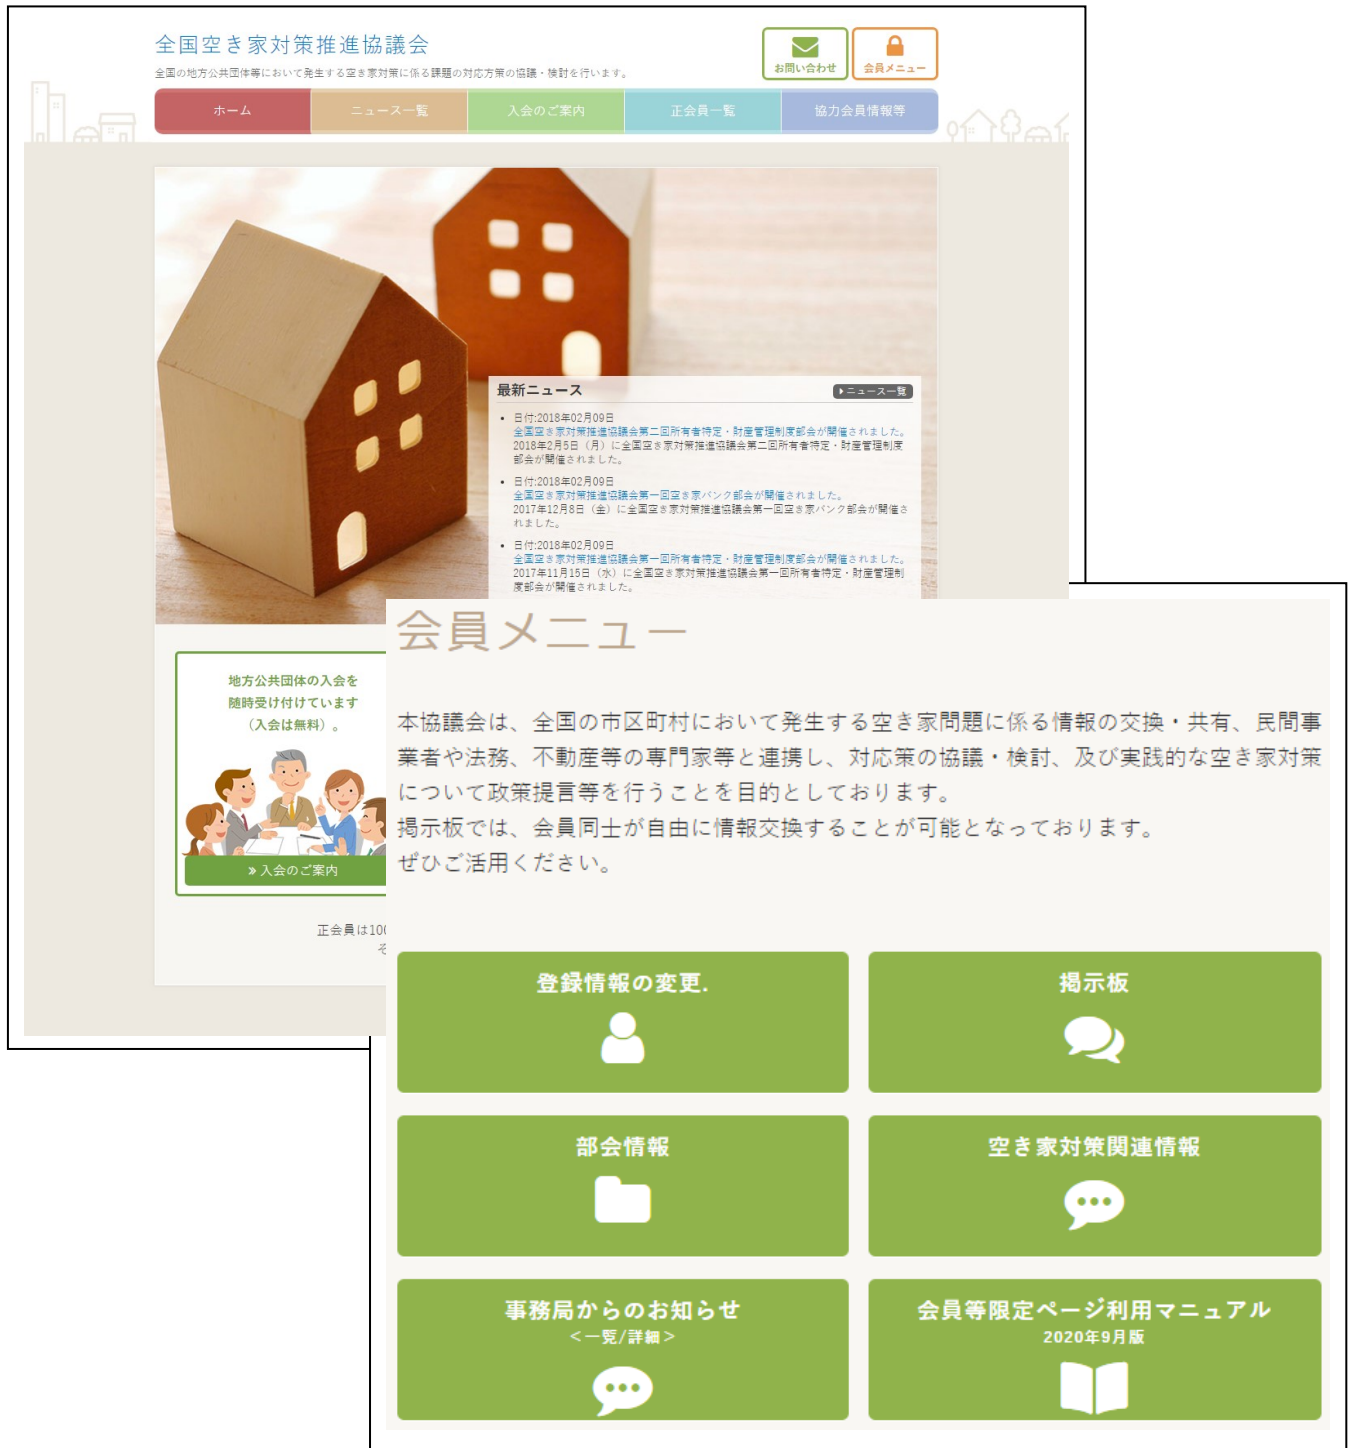 全国空き家対策推進協議会
全国の地方公共団体等において発生する空き家対策に係る課題の対応方策の協議・検討を行います。
お問い合わせ
会員メニュー
ホーム
ニュース一覧
入会のご案内
正会員一覧
協力会員情報等
最新ニュース
ニュース一覧
日付:2018年02月09日
全国空き家対策推進協議会第二回所有者特定・財産管理制度部会が開催されました。
2018年2月5日（月）に全国空き家対策推進協議会第二回所有者特定・財産管理制度
部会が開催されました。
日付:2018年02月09日
全国空き家対策推進協議会第一回空き家バンク部会が開催されました。
2017年12月8日（金）に全国空き家対策推進協議会第一回空き家バンク部会が開催さ
れました。
日付:2018年02月09日
全国空き家対策推進協議会第一回所有者特定・財産管理制度部会が開催されました。
2017年11月15日（水）に全国空き家対策推進協議会第一回所有者特定・財産管理制
度部会が開催されました。
地方公共団体の入会を
随時受け付けています
（入会は無料）。
» 入会のご案内
正会員は100
そ
会員メニュー
本協議会は、全国の市区町村において発生する空き家問題に係る情報の交換・共有、民間事
業者や法務、不動産等の専門家等と連携し、対応策の協議・検討、及び実践的な空き家対策
について政策提言等を行うことを目的としております。
掲示板では、会員同士が自由に情報交換することが可能となっております。
ぜひご活用ください。
登録情報の変更.
掲示板
部会情報
空き家対策関連情報
事務局からのお知らせ
＜一覧/詳細＞
会員等限定ページ利用マニュアル
2020年9月版